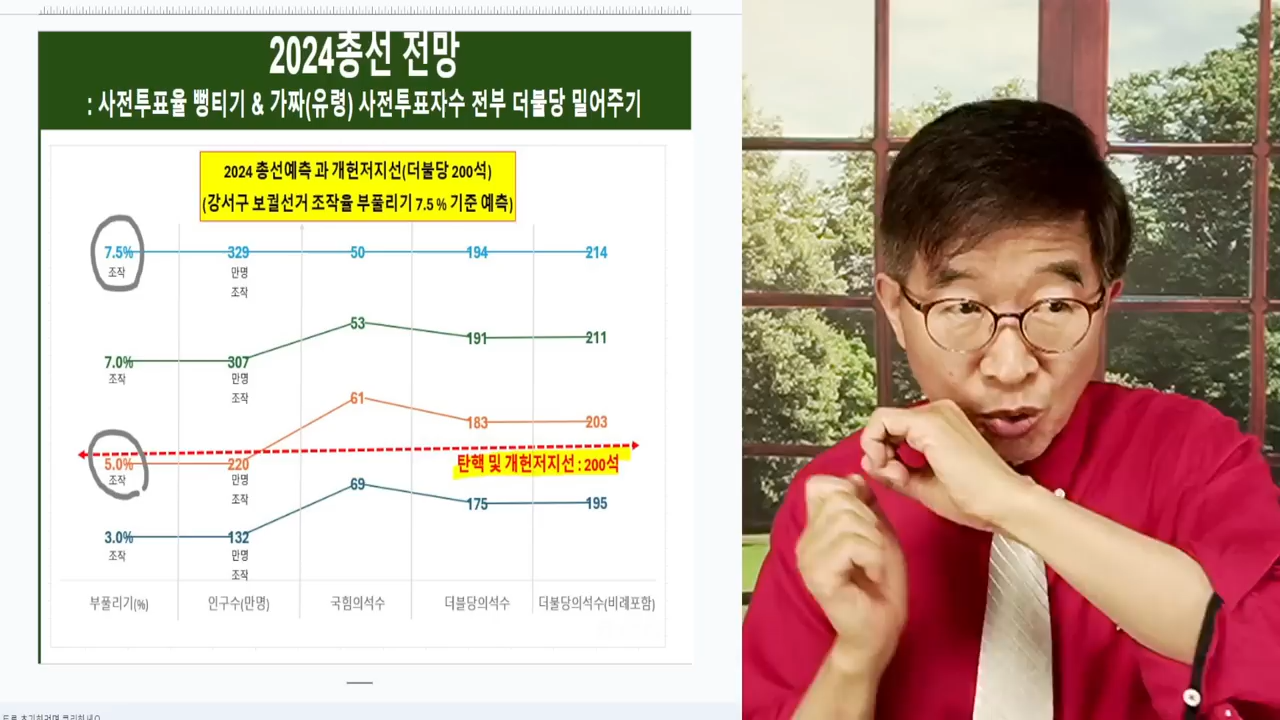 2024총선 전망
: 사전투표율 뻥티기 & 가짜(유령) 사전투표자수 전부 더불당 밀어주기
2024 총선예측 과 개헌저지선(더불당 200석)
(강서구 보궐선거 조작율 부풀리기 7.5 % 기준 예측)
7.5% 329 50 194 214
조작 만명
조작
7.0% 307 53 191 211
조작 만명
조작
5.0% 220 61 183 203
조작 만명
조작
탄핵 및 개헌저지선 : 200석
3.0% 132 69 175 195
조작 만명
조작
부풀리기(%) 인구수(만명) 국힘의석수 더블당의석수 더불당의석수(비례포함)